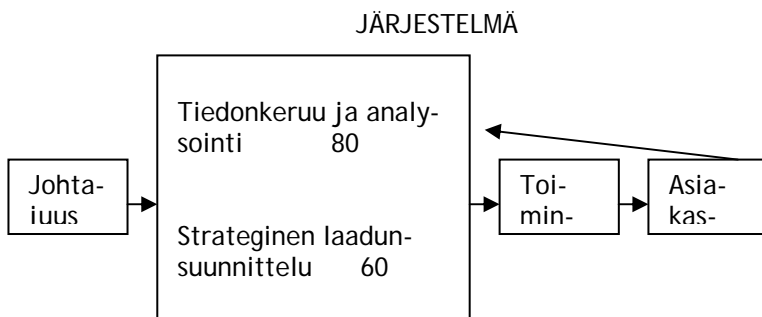 JÄRJESTELMÄ
Tiedonkeruu ja analy-
sointi 80
Johta-
juus
Strateginen laadun-
suunnittelu 60
Toi-
min-
Asia-
kas-